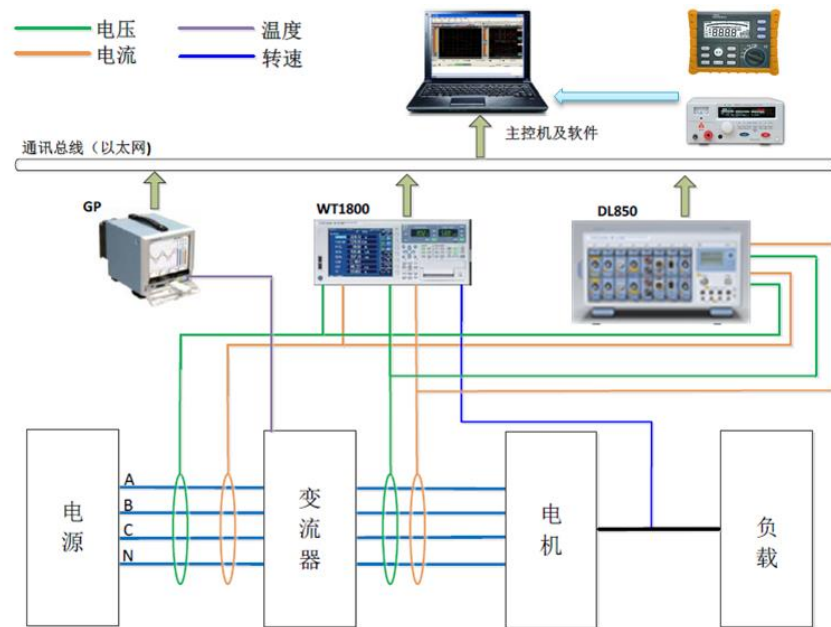 电压
温度
电流
转速
主控机及软件
通讯总线（以太网）
GP
WT1800
DL850
A
B
C
N
电源
变流器
电机
负载